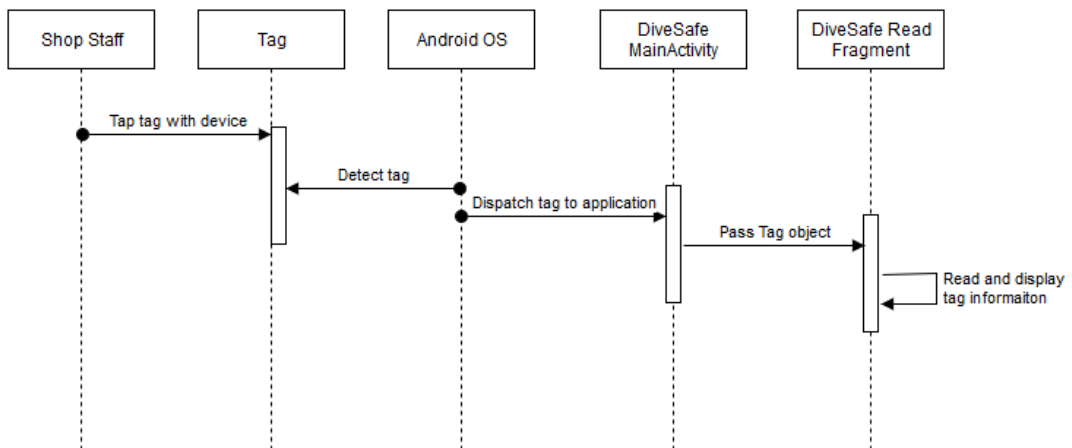 Shop Staff
Tag
Android OS
DiveSafe
MainActivity
DiveSafe Read
Fragment
Tap tag with device
Detect tag
Dispatch tag to application
Pass Tag object
Read and display
tag informaiton